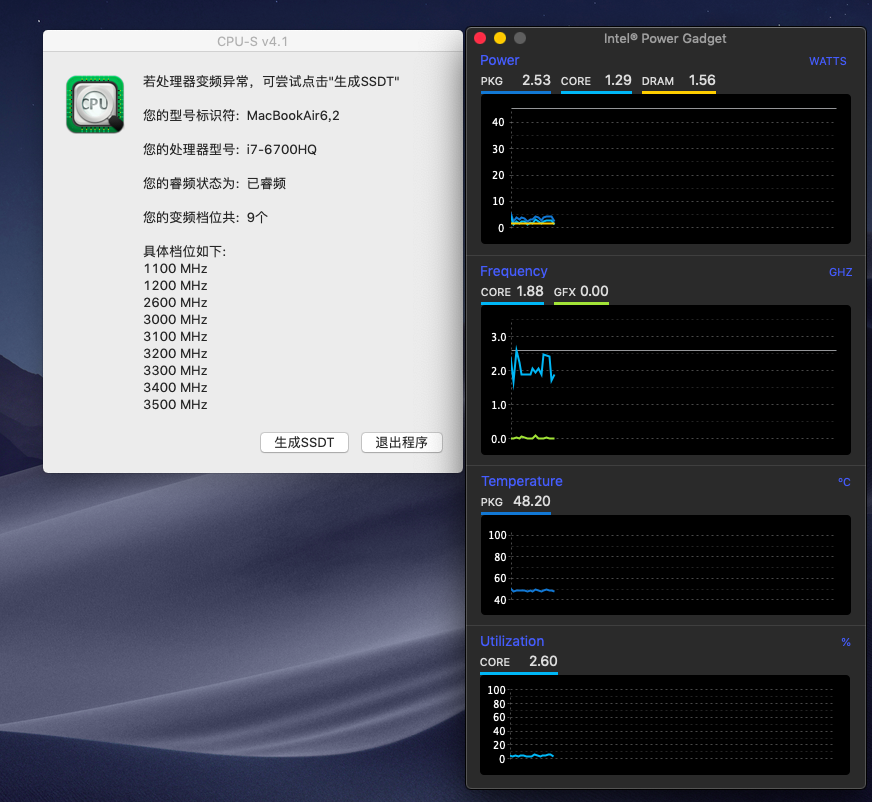 CPU-S v4.1
CPU
若处理器变频异常，可尝试点击"生成SSDT"
您的型号标识符：MacBookAir6,2
您的处理器型号：i7-6700HQ
您的睿频状态为：已睿频
您的变频档位共：9个
具体档位如下:
1100 MHz
1200 MHz
2600 MHz
3000 MHz
3100 MHz
3200 MHz
3300 MHz
3400 MHz
3500 MHz
生成SSDT 退出程序
Intel® Power Gadget
Power WATTS
PKG 2.53 CORE 1.29 DRAM 1.56
40
30
20
10
0
Frequency GHZ
CORE 1.88 GFX 0.00
3.0
2.0
1.0
0.0
Temperature ºC
PKG 48.20
100
80
60
40
Utilization %
CORE 2.60
100
80
60
40
20
0